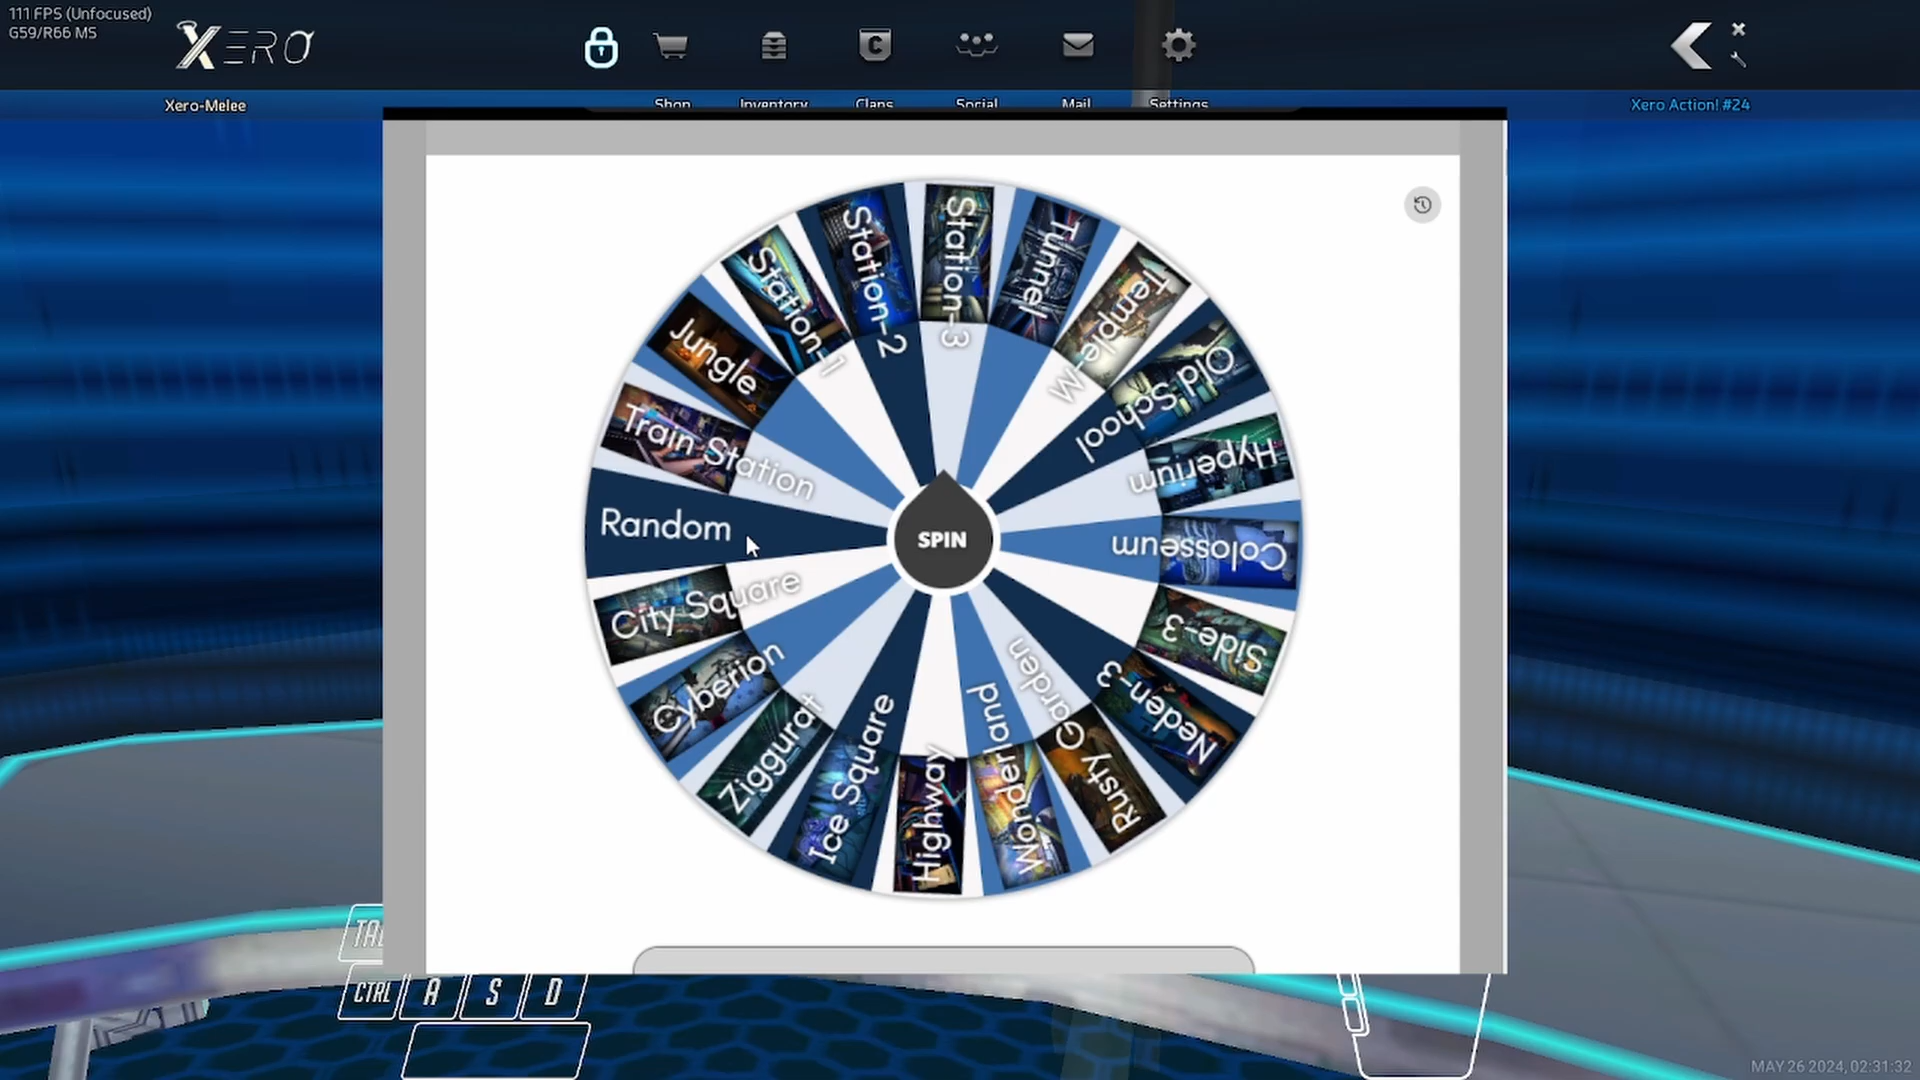 111 FPS (Unfocused)
G59/R66 MS
XERO
Shop
Inventory
Clans
Social
Mail
Settings
Xero-Melee
Xero Action! #24
Station-3
Tunnel
Temple-M
Old School
Hyperium
Colosseum
Side-3
Neden-3
Rusty Garden
Wonderland
Highway
Ice Square
Ziggurat
Cyberion
City Square
Random
Train Station
Jungle
Station-1
Station-2
SPIN
CTRL
A
S
D
MAY 26 2024, 02:31:32